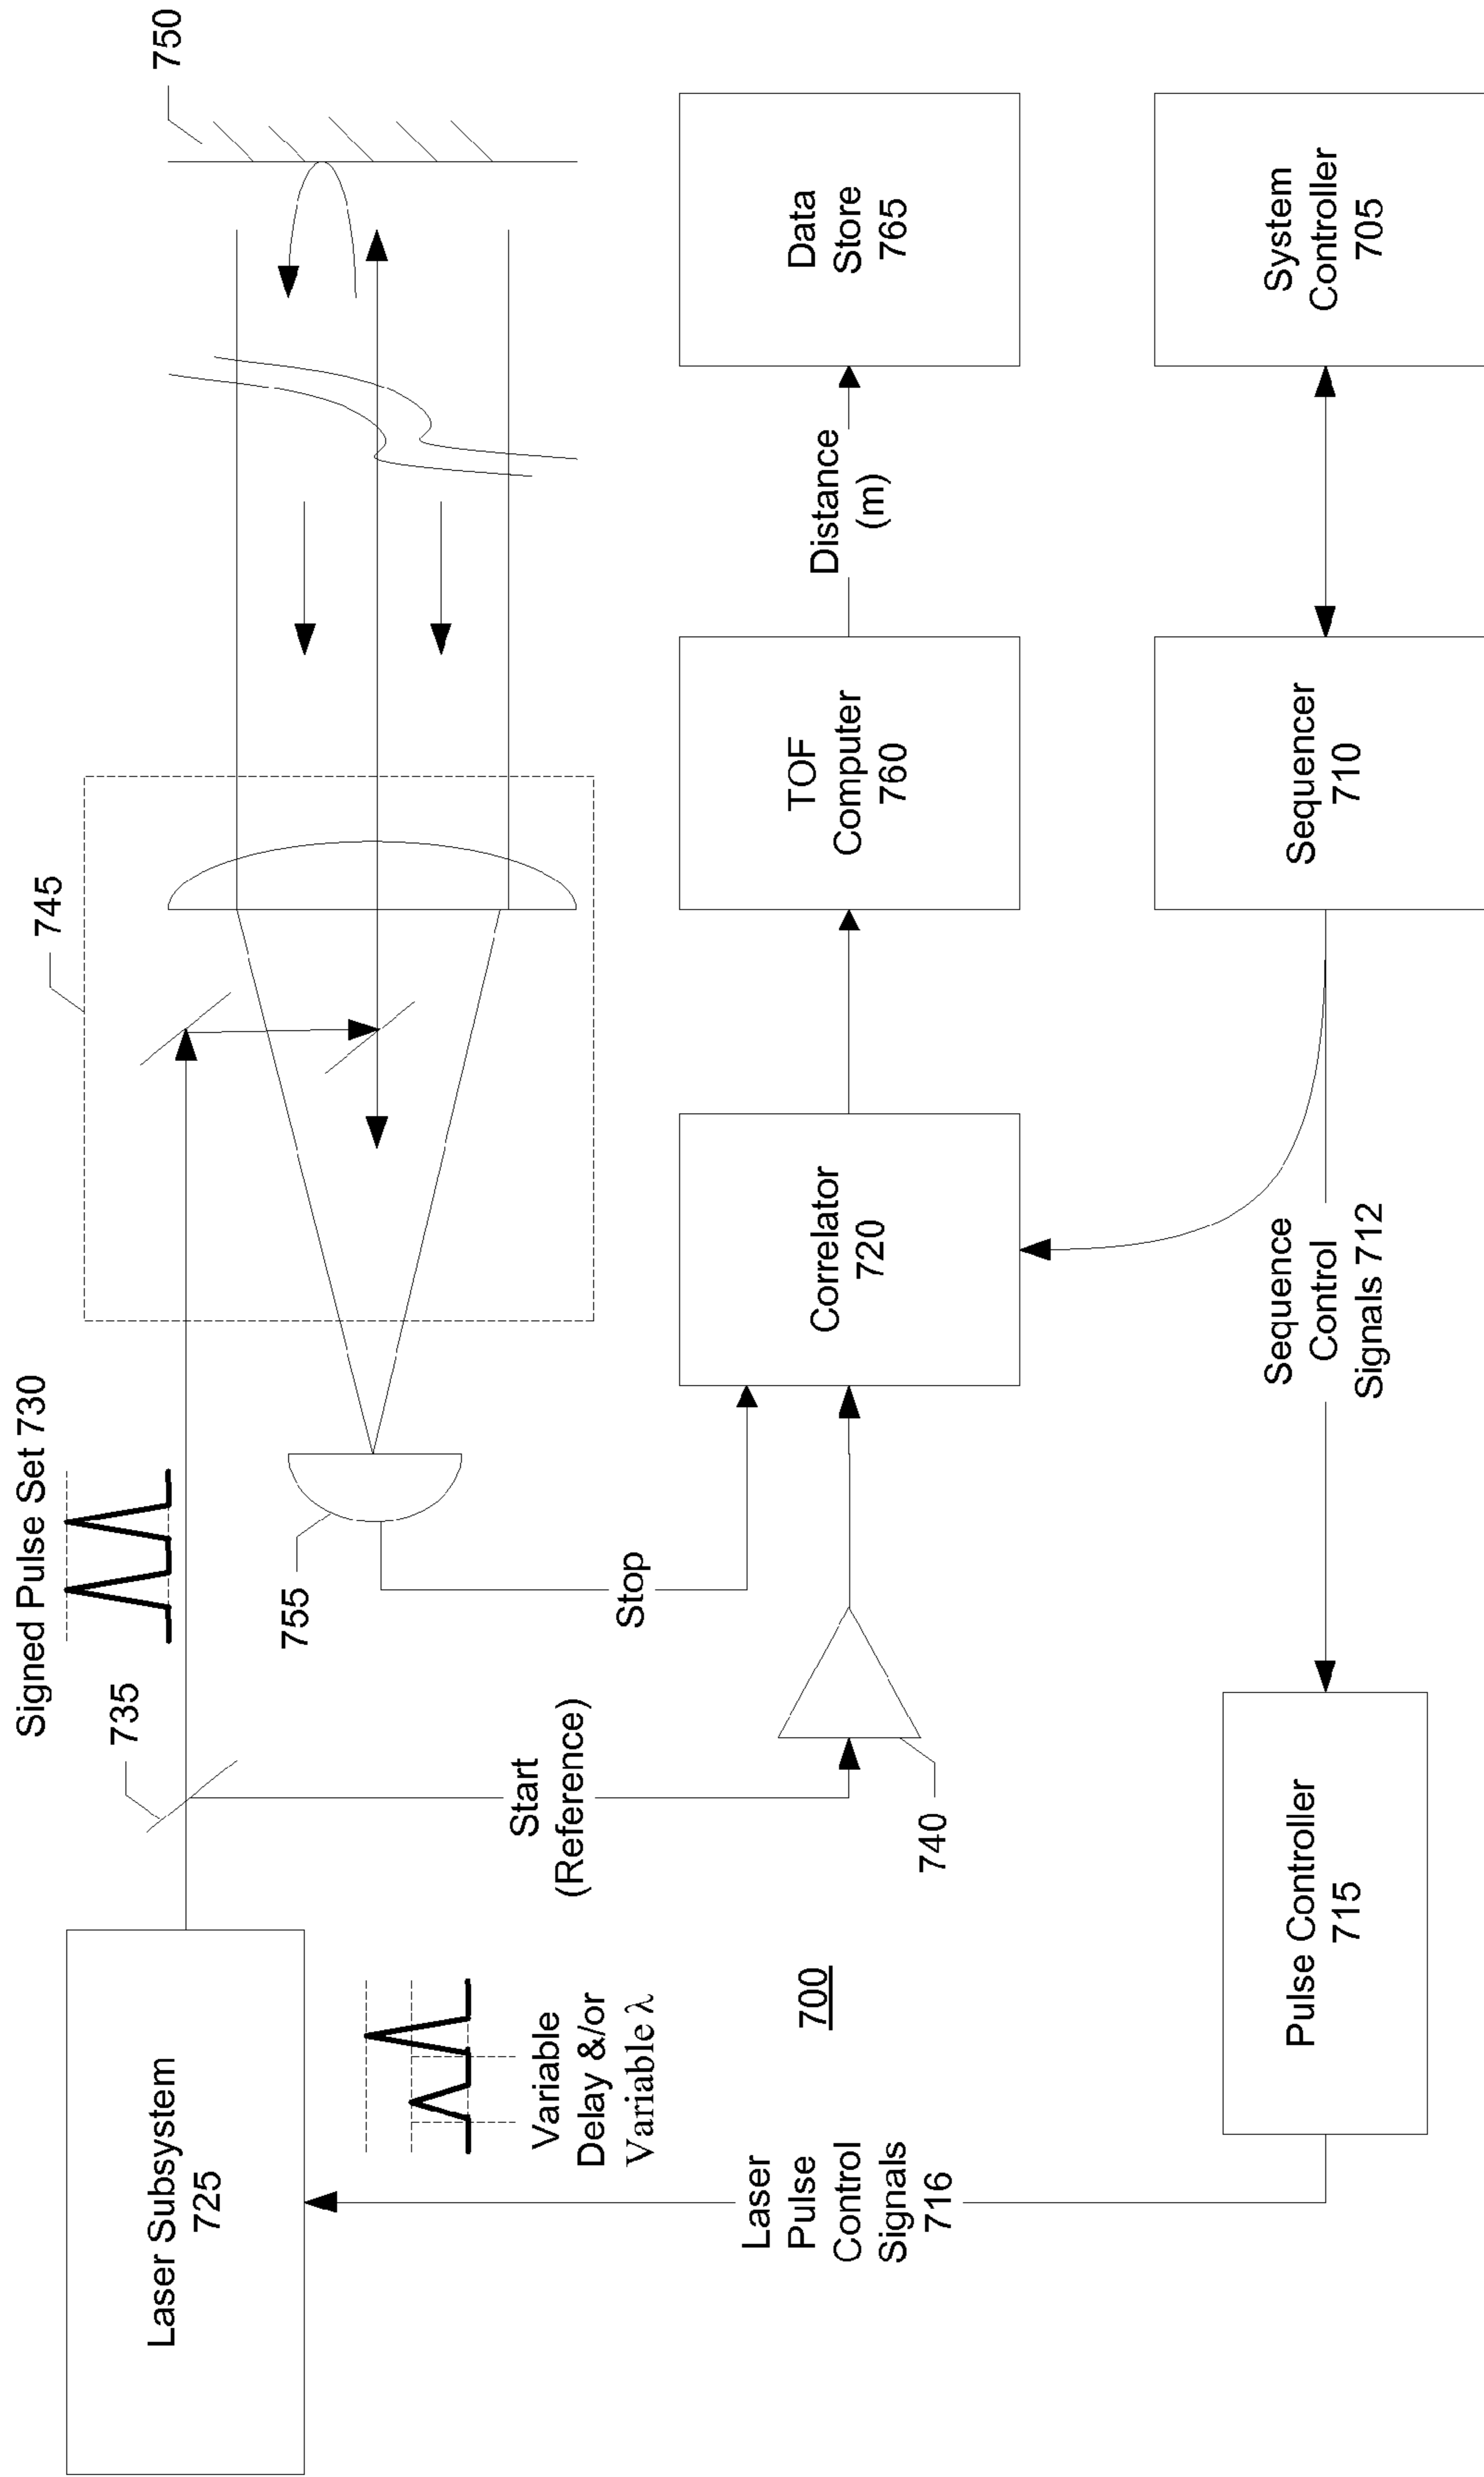 Signed Pulse Set 730
745
750
735
Laser Subsystem
725
755
Variable
Delay &/or
Variable λ
Start
(Reference)
Stop
740
Correlator
720
TOF
Computer
760
Distance
(m)
Data
Store
765
700
Laser
Pulse
Control
Signals
716
Pulse Controller
715
Sequence
Control
Signals 712
Sequencer
710
System
Controller
705